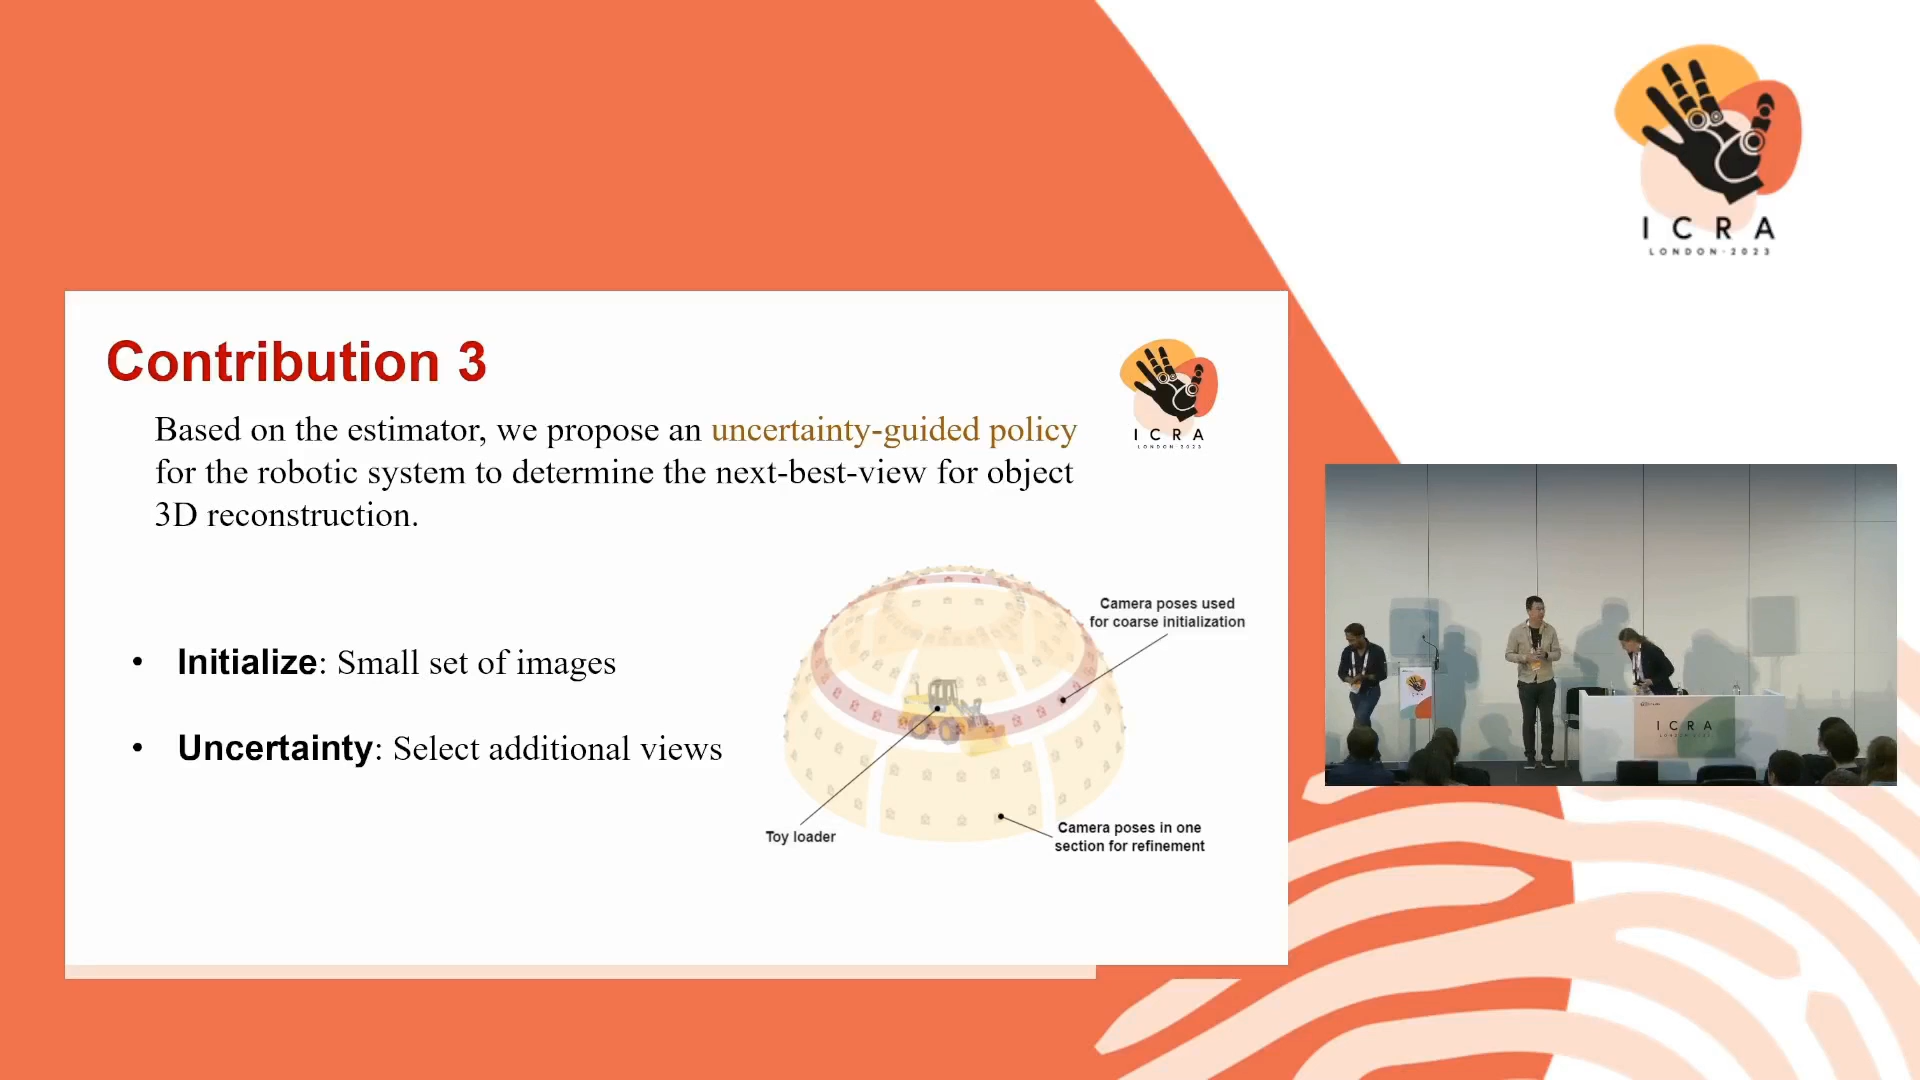 ICRA
LONDON·2023
Contribution 3
ICRA
LONDON 2023
Based on the estimator, we propose an uncertainty-guided policy
for the robotic system to determine the next-best-view for object
3D reconstruction.
Camera poses used
for coarse initialization
• Initialize: Small set of images
• Uncertainty: Select additional views
Toy loader
Camera poses in one
section for refinement
ICRA